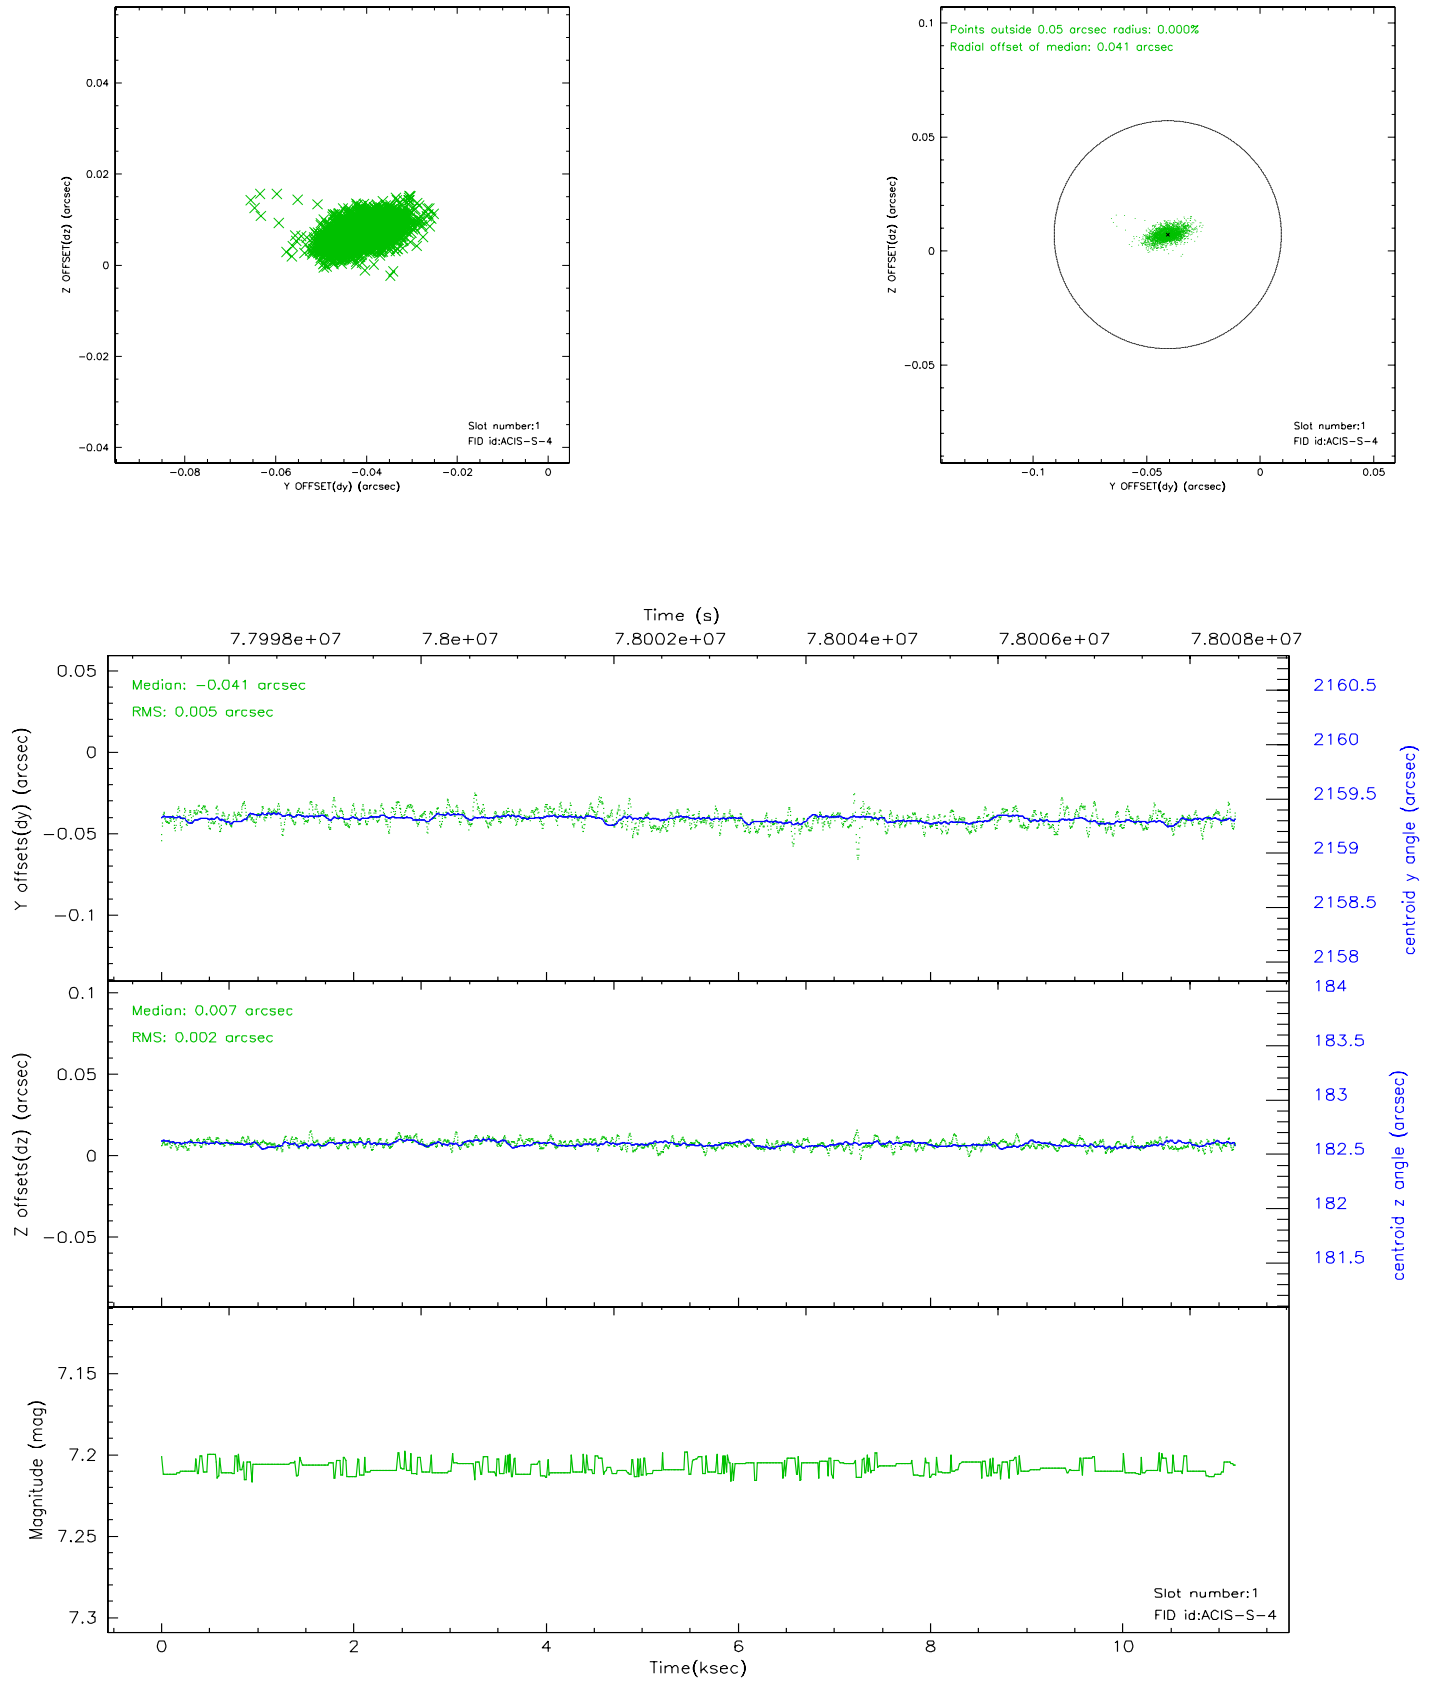 0.04
0.02
0
-0.02
-0.04
Z OFFSET(dz) (arcsec)
Slot number:1
FID id:ACIS-S-4
-0.08
-0.06
-0.04
-0.02
0
Y OFFSET(dy) (arcsec)
Points outside 0.05 arcsec radius: 0.000%
Radial offset of median: 0.041 arcsec
0.1
0.05
0
-0.05
Z OFFSET(dz) (arcsec)
Slot number:1
FID id:ACIS-S-4
-0.1
-0.05
0
0.05
Y OFFSET(dy) (arcsec)
Time (s)
7.7998e+07
7.8e+07
7.8002e+07
7.8004e+07
7.8006e+07
7.8008e+07
Median: -0.041 arcsec
RMS: 0.005 arcsec
0.05
0
-0.05
-0.1
Y offsets(dy) (arcsec)
2160.5
2160
2159.5
2159
2158.5
2158
centroid y angle (arcsec)
Median: 0.007 arcsec
RMS: 0.002 arcsec
0.1
0.05
0
-0.05
Z offsets(dz) (arcsec)
184
183.5
183
182.5
182
181.5
centroid z angle (arcsec)
7.15
7.2
7.25
7.3
Magnitude (mag)
Slot number:1
FID id:ACIS-S-4
0
2
4
6
8
10
Time(ksec)